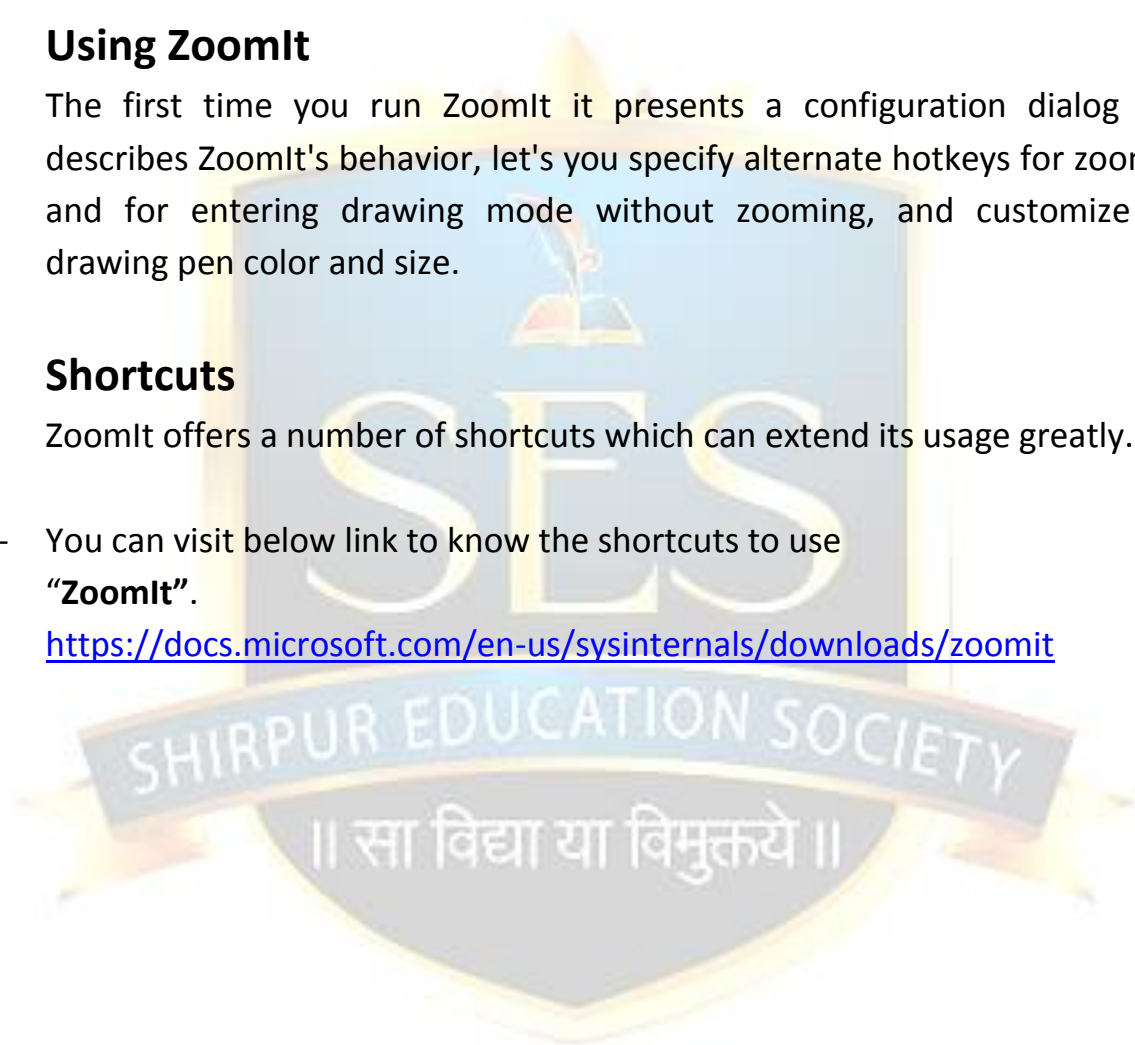 Using ZoomIt
The first time you run ZoomIt it presents a configuration dialog
describes ZoomIt's behavior, let's you specify alternate hotkeys for zoo
and for entering drawing mode without zooming, and customize
drawing pen color and size.
Shortcuts
ZoomIt offers a number of shortcuts which can extend its usage greatly.
- You can visit below link to know the shortcuts to use
“ZoomIt”.
https://docs.microsoft.com/en-us/sysinternals/downloads/zoomit
SES
SHIRPUR EDUCATION SOCIETY
॥ सा विद्या या विमुक्तये ॥